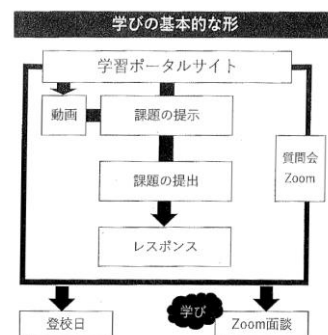 学びの基本的な形
学習ポータルサイト
動画
課題の提示
質問会
Zoom
課題の提出
レスポンス
学び
登校日
Zoom面談